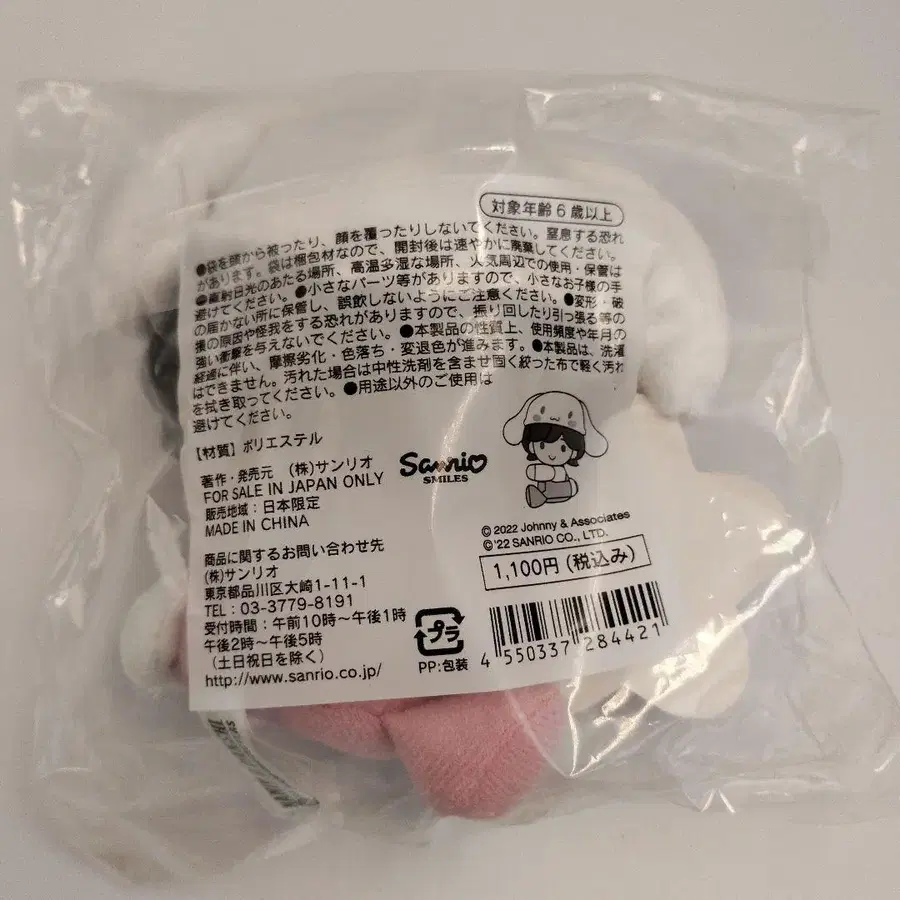 対象年齢6歳以上
●袋を頭から被ったり、顔を覆ったりしないでください。窒息する恐れ
があります。袋は梱包材なので、開封後は速やかに廃棄してください。
●直射日光のあたる場所、高温多湿な場所、火気周辺での使用・保管は
避けてください。●小さなパーツ等がありますので、小さなお子様の手
の届かない所に保管し、誤飲しないようにご注意ください。●変形・破
損の原因や怪我をする恐れがありますので、振り回したり引っ張る等の
強い衝撃を与えないでください。●本製品の性質上、使用頻度や年月の
経過に伴い、摩擦劣化・色落ち・変退色が進みます。●本製品は、洗濯
はできません。汚れた場合は中性洗剤を含ませ固く絞った布で軽く汚れ
を拭き取ってください。●用途以外のご使用は
避けてください。
【材質】ポリエステル
著作・発売元 (株)サンリオ
FOR SALE IN JAPAN ONLY
販売地域:日本限定
MADE IN CHINA
Sanrio
SMILES
© 2022 Johnny & Associates
© '22 SANRIO CO., LTD.
1,100円(税込み)
商品に関するお問い合わせ先
(株)サンリオ
東京都品川区大崎1-11-1
TEL:03-3779-8191
受付時間:午前10時〜午後1時
午後2時〜午後5時
(土日祝日を除く)
http://www.sanrio.co.jp/
プラ
PP:包装
4 550337 284421